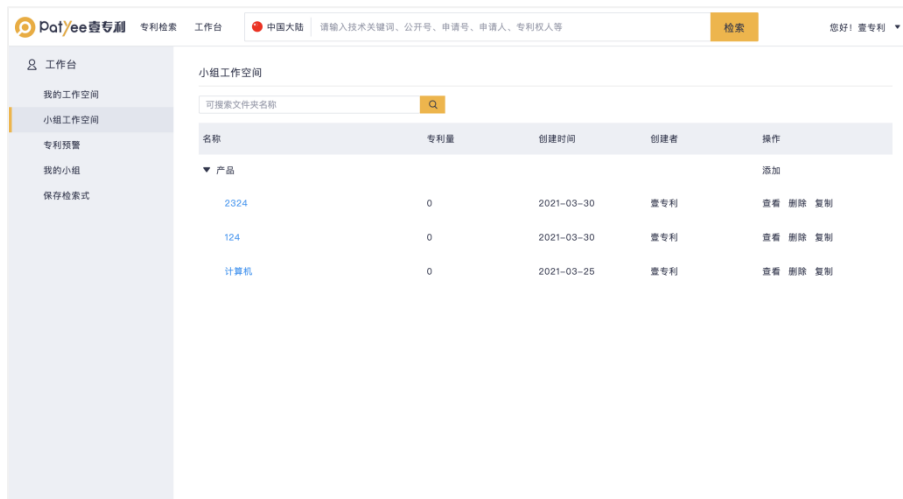 Patyee壹专利 专利检索 工作台 中国大陆 请输入技术关键词、公开号、申请号、申请人、专利权人等 检索 您好！壹专利
工作台
我的工作空间
小组工作空间
专利预警
我的小组
保存检索式
小组工作空间
可搜索文件夹名称
名称 专利量 创建时间 创建者 操作
产品 添加
2324 0 2021-03-30 壹专利 查看 删除 复制
124 0 2021-03-30 壹专利 查看 删除 复制
计算机 0 2021-03-25 壹专利 查看 删除 复制